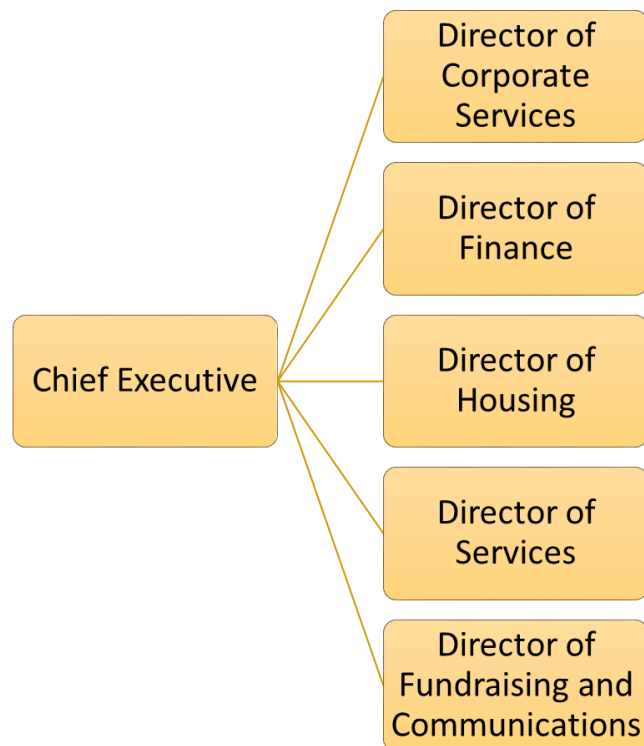 Chief Executive
Director of
Corporate
Services
Director of
Finance
Director of
Housing
Director of
Services
Director of
Fundraising and
Communications